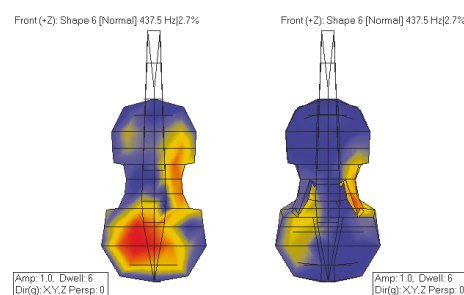 Front (+Z): Shape 6 [Normal] 437.5 Hz|2.7%
Front (+Z): Shape 6 [Normal] 437.5 Hz|2.7%
Amp: 1.0, Dwell: 6
Dir(g): X,Y,Z Persp: 0
Amp: 1.0, Dwell: 6
Dir(g): X,Y,Z Persp: 0